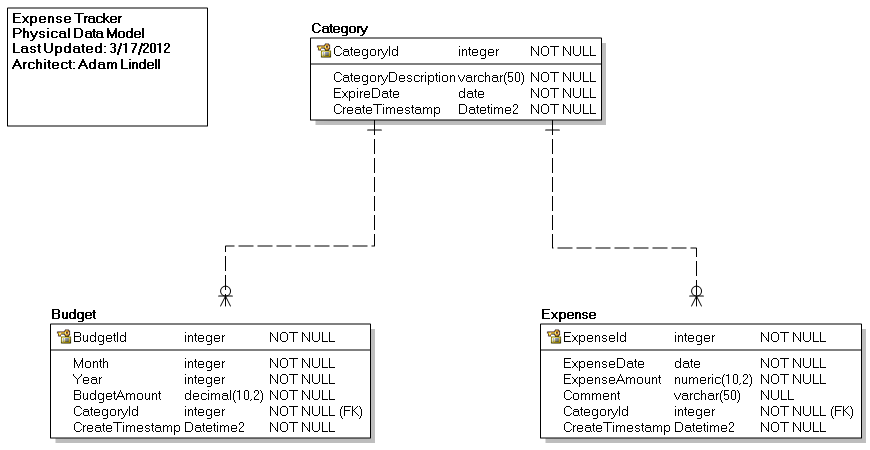 Expense Tracker
Physical Data Model
Last Updated: 3/17/2012
Architect: Adam Lindell
Category
CategoryId integer NOT NULL
CategoryDescription varchar(50) NOT NULL
ExpireDate date NOT NULL
CreateTimestamp Datetime2 NOT NULL
Budget
BudgetId integer NOT NULL
Month integer NOT NULL
Year integer NOT NULL
BudgetAmount decimal(10,2) NOT NULL
CategoryId integer NOT NULL (FK)
CreateTimestamp Datetime2 NOT NULL
Expense
ExpenseId integer NOT NULL
ExpenseDate date NOT NULL
ExpenseAmount numeric(10,2) NOT NULL
Comment varchar(50) NULL
CategoryId integer NOT NULL (FK)
CreateTimestamp Datetime2 NOT NULL